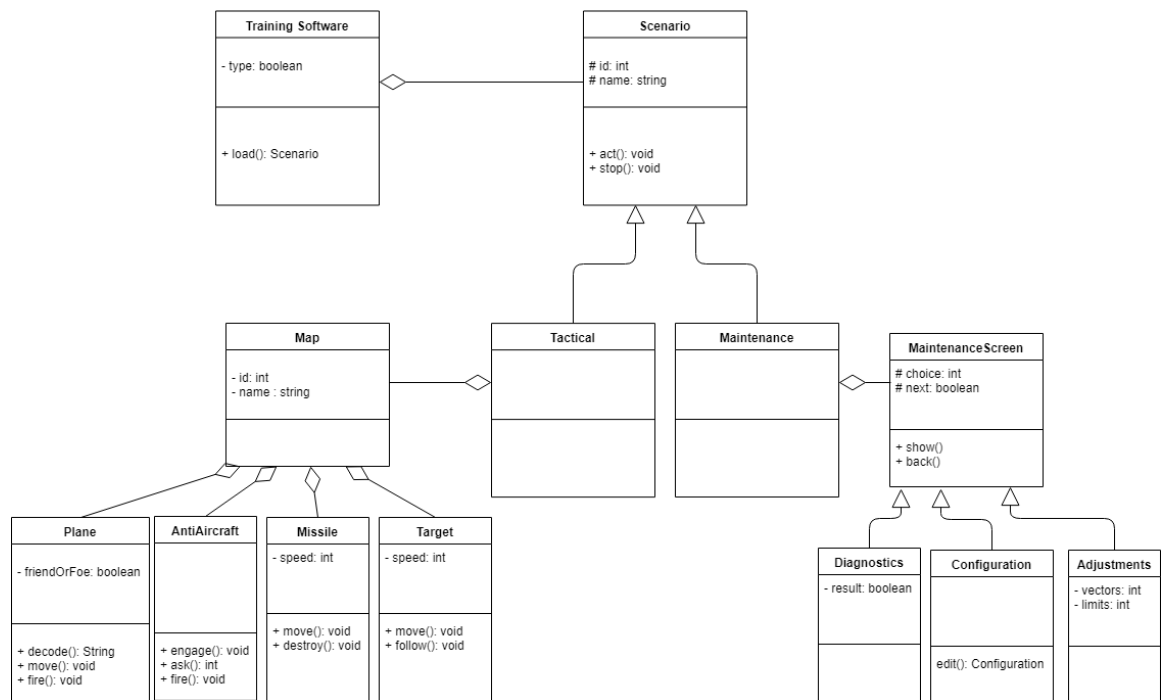 Training Software
- type: boolean
+ load(): Scenario
Scenario
# id: int
# name: string
+ act(): void
+ stop(): void
Map
- id: int
- name : string
Tactical
Maintenance
MaintenanceScreen
# choice: int
# next: boolean
+ show()
+ back()
Plane
- friendOrFoe: boolean
+ decode(): String
+ move(): void
+ fire(): void
AntiAircraft
+ engage(): void
+ ask(): int
+ fire(): void
Missile
- speed: int
+ move(): void
+ destroy(): void
Target
- speed: int
+ move(): void
+ follow(): void
Diagnostics
- result: boolean
Configuration
edit(): Configuration
Adjustments
- vectors: int
- limits: int